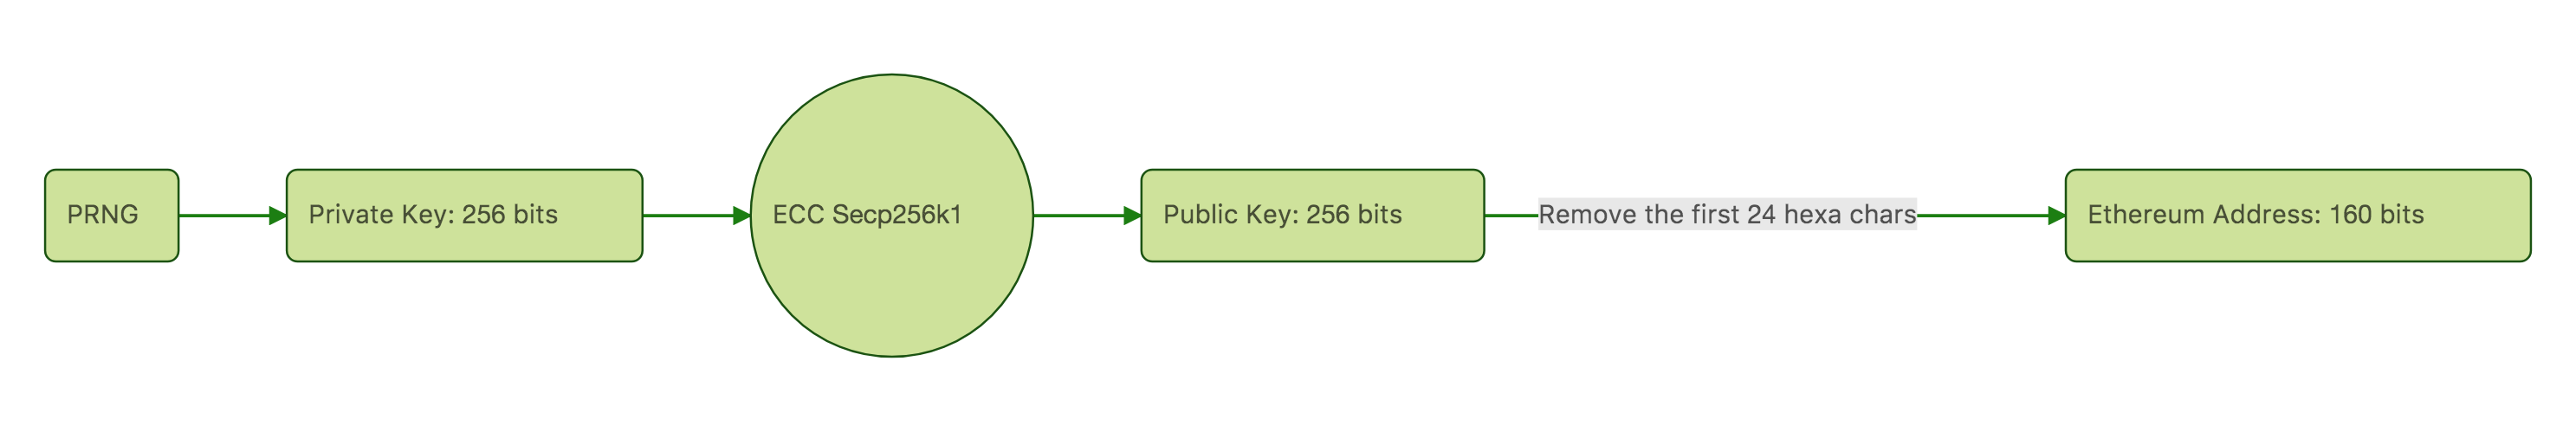 PRNG
Private Key: 256 bits
ECC Secp256k1
Public Key: 256 bits
Remove the first 24 hexa chars
Ethereum Address: 160 bits